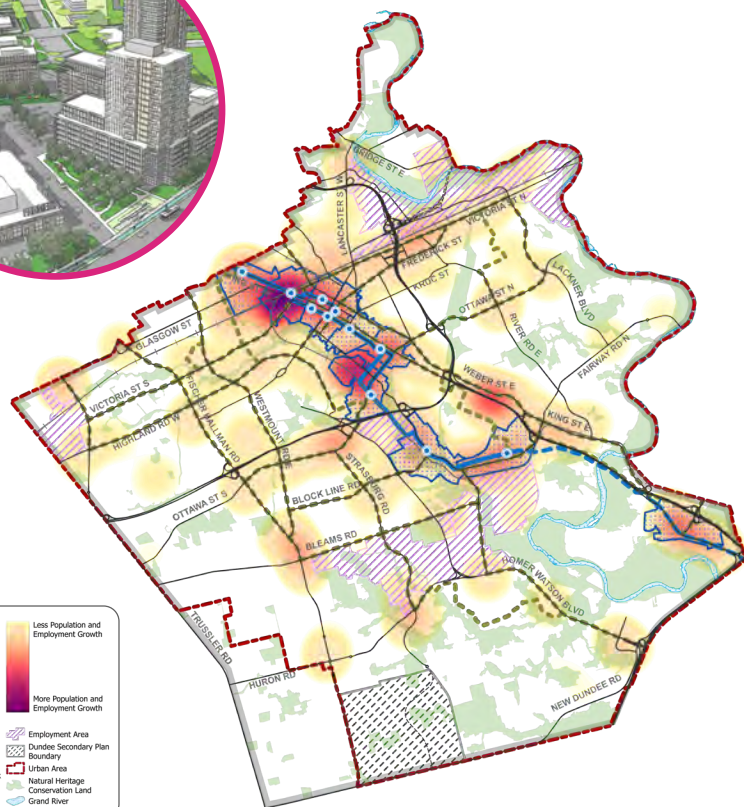 BRIDGE ST E
LANCASTER ST W
VICTORIA ST N
FREDERICK ST
KRUG ST
OTTAWA ST N
LACKNER BLVD
RIVER RD E
FAIRWAY RD N
GLASGOW ST
VICTORIA ST S
HIGHLAND RD W
FISCHER HALLMAN RD
WESTMOUNT RD E
WEBER ST E
KING ST E
OTTAWA ST S
STRASBURG RD
BLOCK LINE RD
BLEAMS RD
HOMER WATSON BLVD
TRUSSLER RD
HURON RD
NEW DUNDEE RD
Less Population and
Employment Growth
More Population and
Employment Growth
Employment Area
Dundee Secondary Plan
Boundary
Urban Area
Natural Heritage
Conservation Land
Grand River